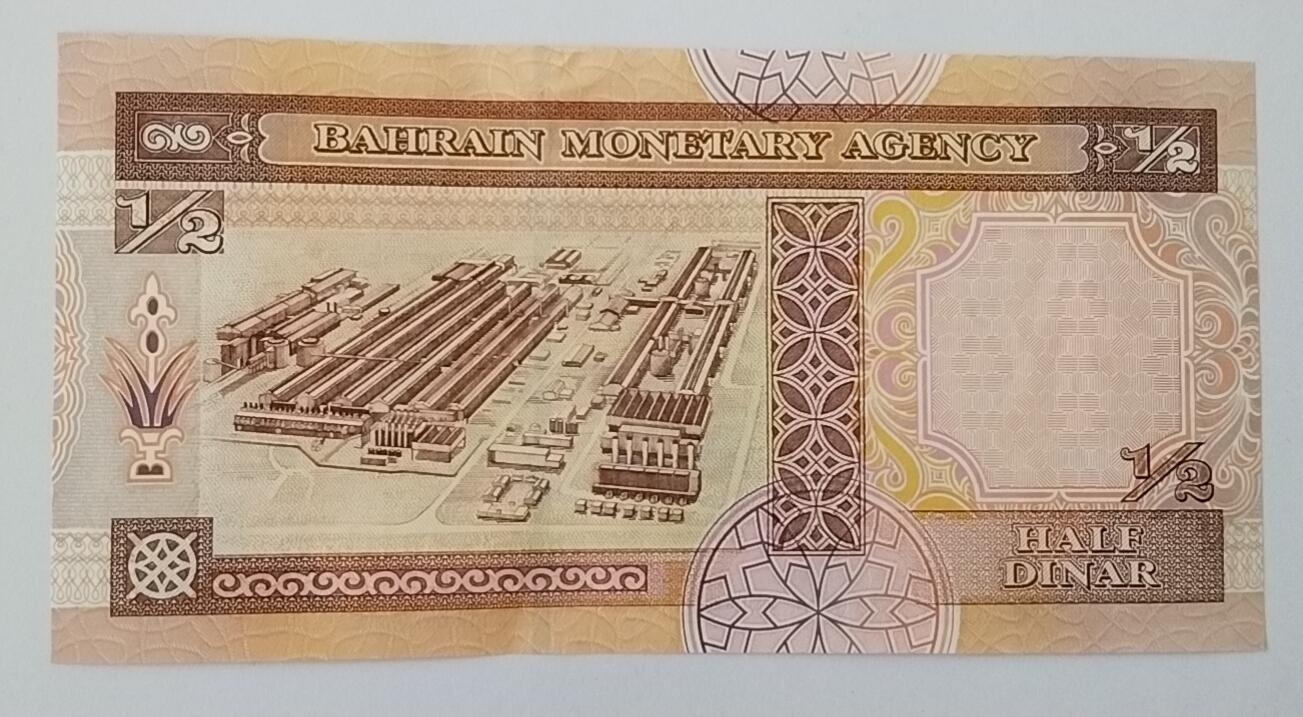 BAHRAIN MONETARY AGENCY
1/2
1/2
1/2
HALF
DINAR